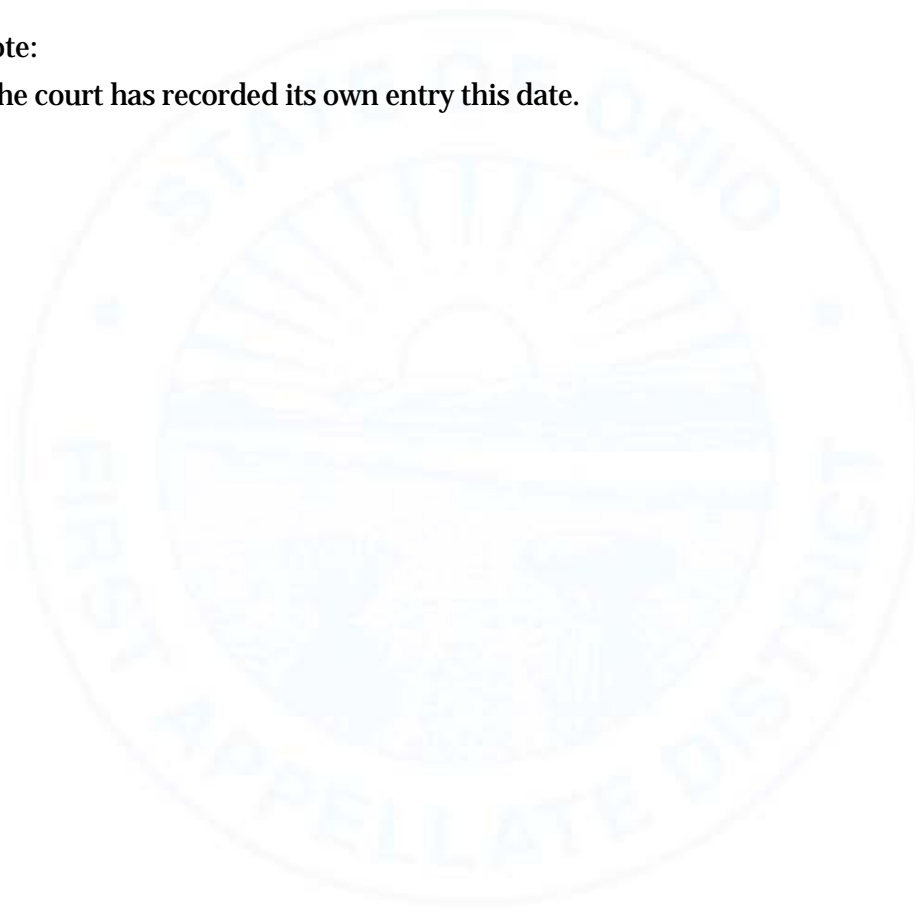 ote:
he court has recorded its own entry this date.
STATE OF OHIO
FIRST APPELLATE DISTRICT